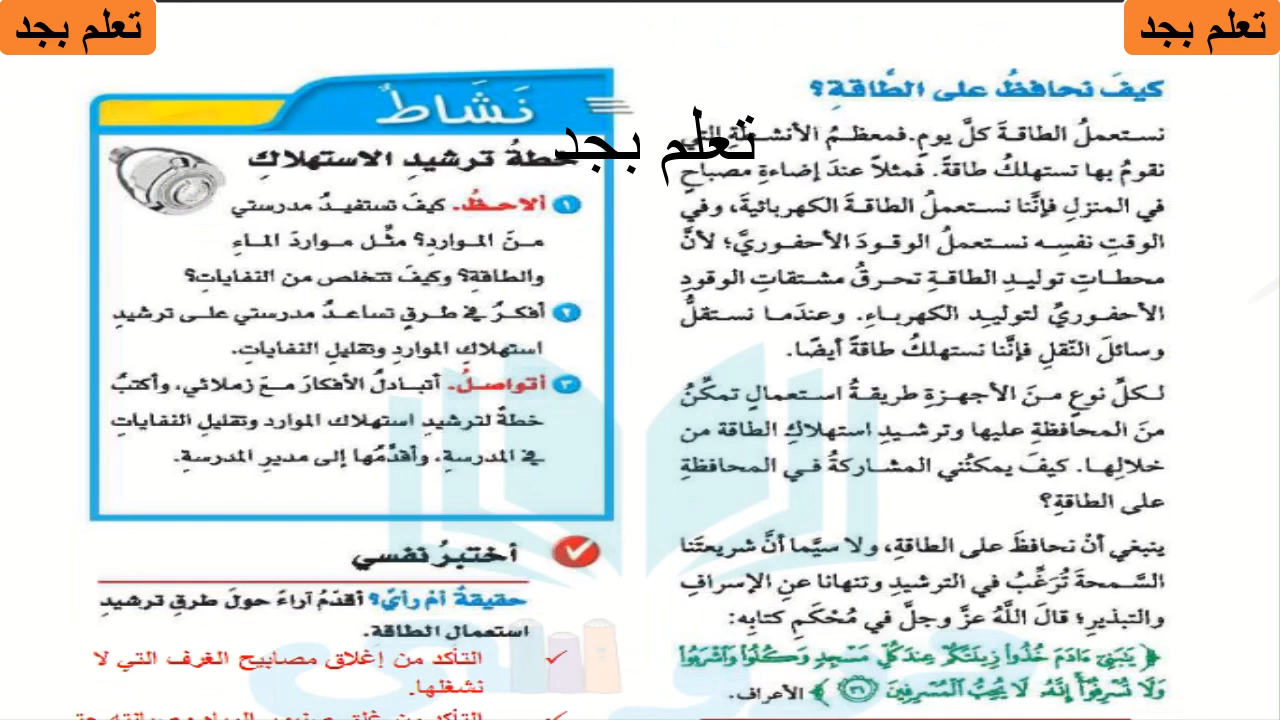 تعلم بجد
تعلم بجد
كيفَ نحافظُ على الطَّاقةِ؟
نستعملُ الطاقةَ كلَّ يومٍ. فمعظمُ الأنشطةِ التي
نقومُ بها تستهلكُ طاقةً. فمثلاً عندَ إضاءةِ مصباحٍ
في المنزلِ فإنَّنا نستعملُ الطاقةَ الكهربائيةَ، وفي
الوقتِ نفسِه نستعملُ الوقودَ الأحفوريَّ؛ لأنَّ
محطاتِ توليدِ الطاقةِ تحرقُ مشتقاتِ الوقودِ
الأحفوريِّ لتوليدِ الكهرباءِ. وعندَما نستقلُّ
وسائلَ النّقلِ فإنَّنا نستهلكُ طاقةً أيضًا.
لكلِّ نوعٍ منَ الأجهزةِ طريقةُ استعمالٍ تمكِّنُ
منَ المحافظةِ عليها وترشيدِ استهلاكِ الطاقة من
خلالِها. كيفَ يمكنُني المشاركةُ في المحافظةِ
على الطاقةِ؟
ينبغي أنْ نحافظَ على الطاقةِ، ولا سيَّما أنَّ شريعتَنا
السَّمحةَ تُرَغِّبُ في الترشيدِ وتنهانا عنِ الإسرافِ
والتبذيرِ؛ قالَ اللَّهُ عزَّ وجلَّ في مُحْكَمِ كتابِه:
﴿ يَٰبَنِىٓ ءَادَمَ خُذُوا۟ زِينَتَكُمْ عِندَ كُلِّ مَسْجِدٍ وَكُلُوا۟ وَٱشْرَبُوا۟
وَلَا تُسْرِفُوٓا۟ إِنَّهُۥ لَا يُحِبُّ ٱلْمُسْرِفِينَ ٣١ ﴾ الأعراف.
تعلم بجد
نَشَاطٌ
خطةُ ترشيدِ الاستهلاكِ
١ ألاحظُ. كيفَ تستفيدُ مدرستي
منَ المواردِ؟ مثِّل مواردَ الماءِ
والطاقةِ؟ وكيفَ تتخلص من النفاياتِ؟
٢ أفكرُ في طرقٍ تساعدُ مدرستي على ترشيدِ
استهلاكِ المواردِ وتقليلِ النفاياتِ.
٣ أتواصلُ. أتبادلُ الأفكارَ معَ زملائي، وأكتبُ
خطةً لترشيدِ استهلاك الموارد وتقليلِ النفاياتِ
في المدرسةِ، وأقدِّمُها إلى مديرِ المدرسةِ.
أختبرُ نفسي
حقيقةٌ أمْ رأيٌ؟ أقدّمُ آراءً حولَ طرقِ ترشيدِ
استعمالِ الطاقة.
✓ التأكد من إغلاق مصابيح الغرف التي لا
نشغلها.